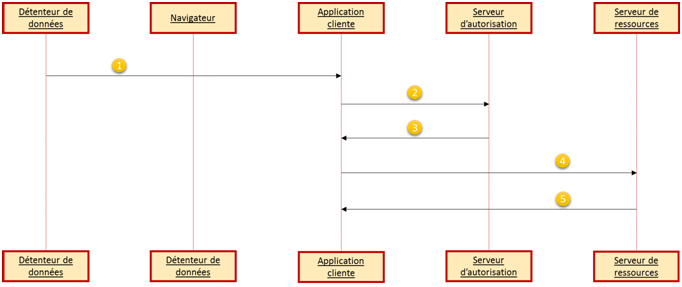 Détenteur de
données
Navigateur
Application
cliente
Serveur
d'autorisation
Serveur de
ressources
1
2
3
4
5
Détenteur de
données
Détenteur de
données
Application
cliente
Serveur
d'autorisation
Serveur de
ressources